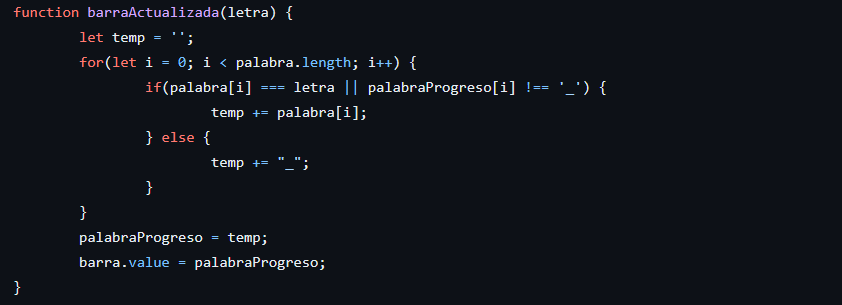 function barraActualizada(letra) {
        let temp = '';
        for(let i = 0; i < palabra.length; i++) {
                if(palabra[i] === letra || palabraProgreso[i] !== '_') {
                        temp += palabra[i];
                } else {
                        temp += "_";
                }
        }
        palabraProgreso = temp;
        barra.value = palabraProgreso;
}